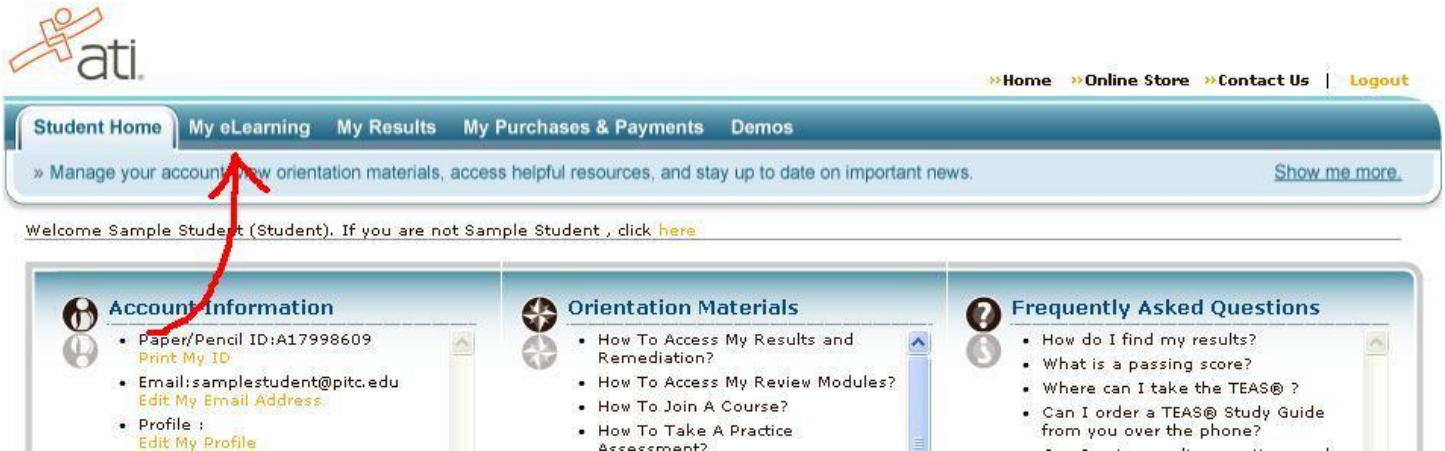 ati.
»Home »Online Store »Contact Us | Logout
Student Home My eLearning My Results My Purchases & Payments Demos
» Manage your account, view orientation materials, access helpful resources, and stay up to date on important news. Show me more.
Welcome Sample Student (Student). If you are not Sample Student , click here
Account Information
• Paper/Pencil ID:A17998609
Print My ID
• Email:samplestudent@pitc.edu
Edit My Email Address
• Profile :
Edit My Profile
Orientation Materials
• How To Access My Results and
Remediation?
• How To Access My Review Modules?
• How To Join A Course?
• How To Take A Practice
Assessment?
Frequently Asked Questions
• How do I find my results?
• What is a passing score?
• Where can I take the TEAS® ?
• Can I order a TEAS® Study Guide
from you over the phone?